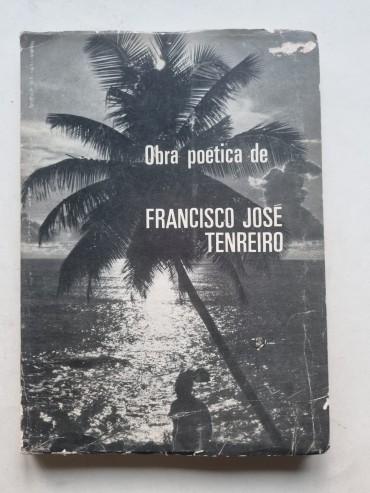 Obra poética de
FRANCISCO JOSÉ
TENREIRO